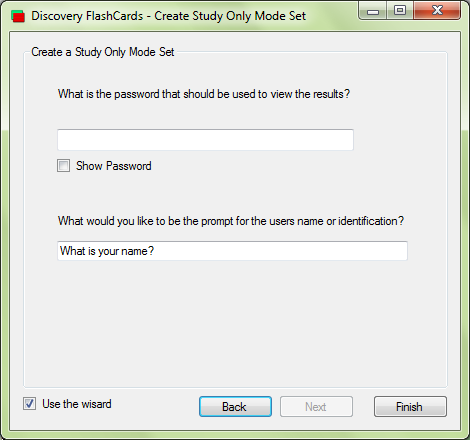 Discovery FlashCards - Create Study Only Mode Set
Create a Study Only Mode Set
What is the password that should be used to view the results?
Show Password
What would you like to be the prompt for the users name or identification?
What is your name?
Use the wisard
Back
Next
Finish